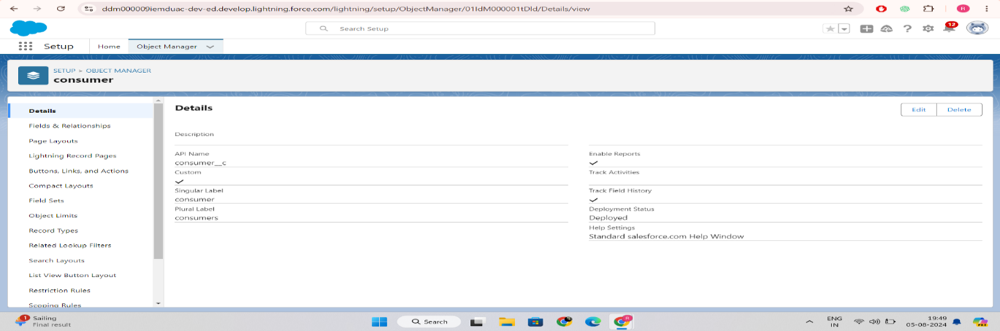 ddm000009iemduac-dev-ed.develop.lightning.force.com/lightning/setup/ObjectManager/01IdM000001tDld/Details/view
R
Search Setup
12
Setup
Home
Object Manager
SETUP > OBJECT MANAGER
consumer
Details
Fields & Relationships
Page Layouts
Lightning Record Pages
Buttons, Links, and Actions
Compact Layouts
Field Sets
Object Limits
Record Types
Related Lookup Filters
Search Layouts
List View Button Layout
Restriction Rules
Scoping Rules
Details
Edit
Delete
Description
API Name
consumer__c
Custom
Singular Label
consumer
Plural Label
consumers
Enable Reports
Track Activities
Track Field History
Deployment Status
Deployed
Help Settings
Standard salesforce.com Help Window
1
Sailing
Final result
Search
ENG
IN
19:49
05-08-2024